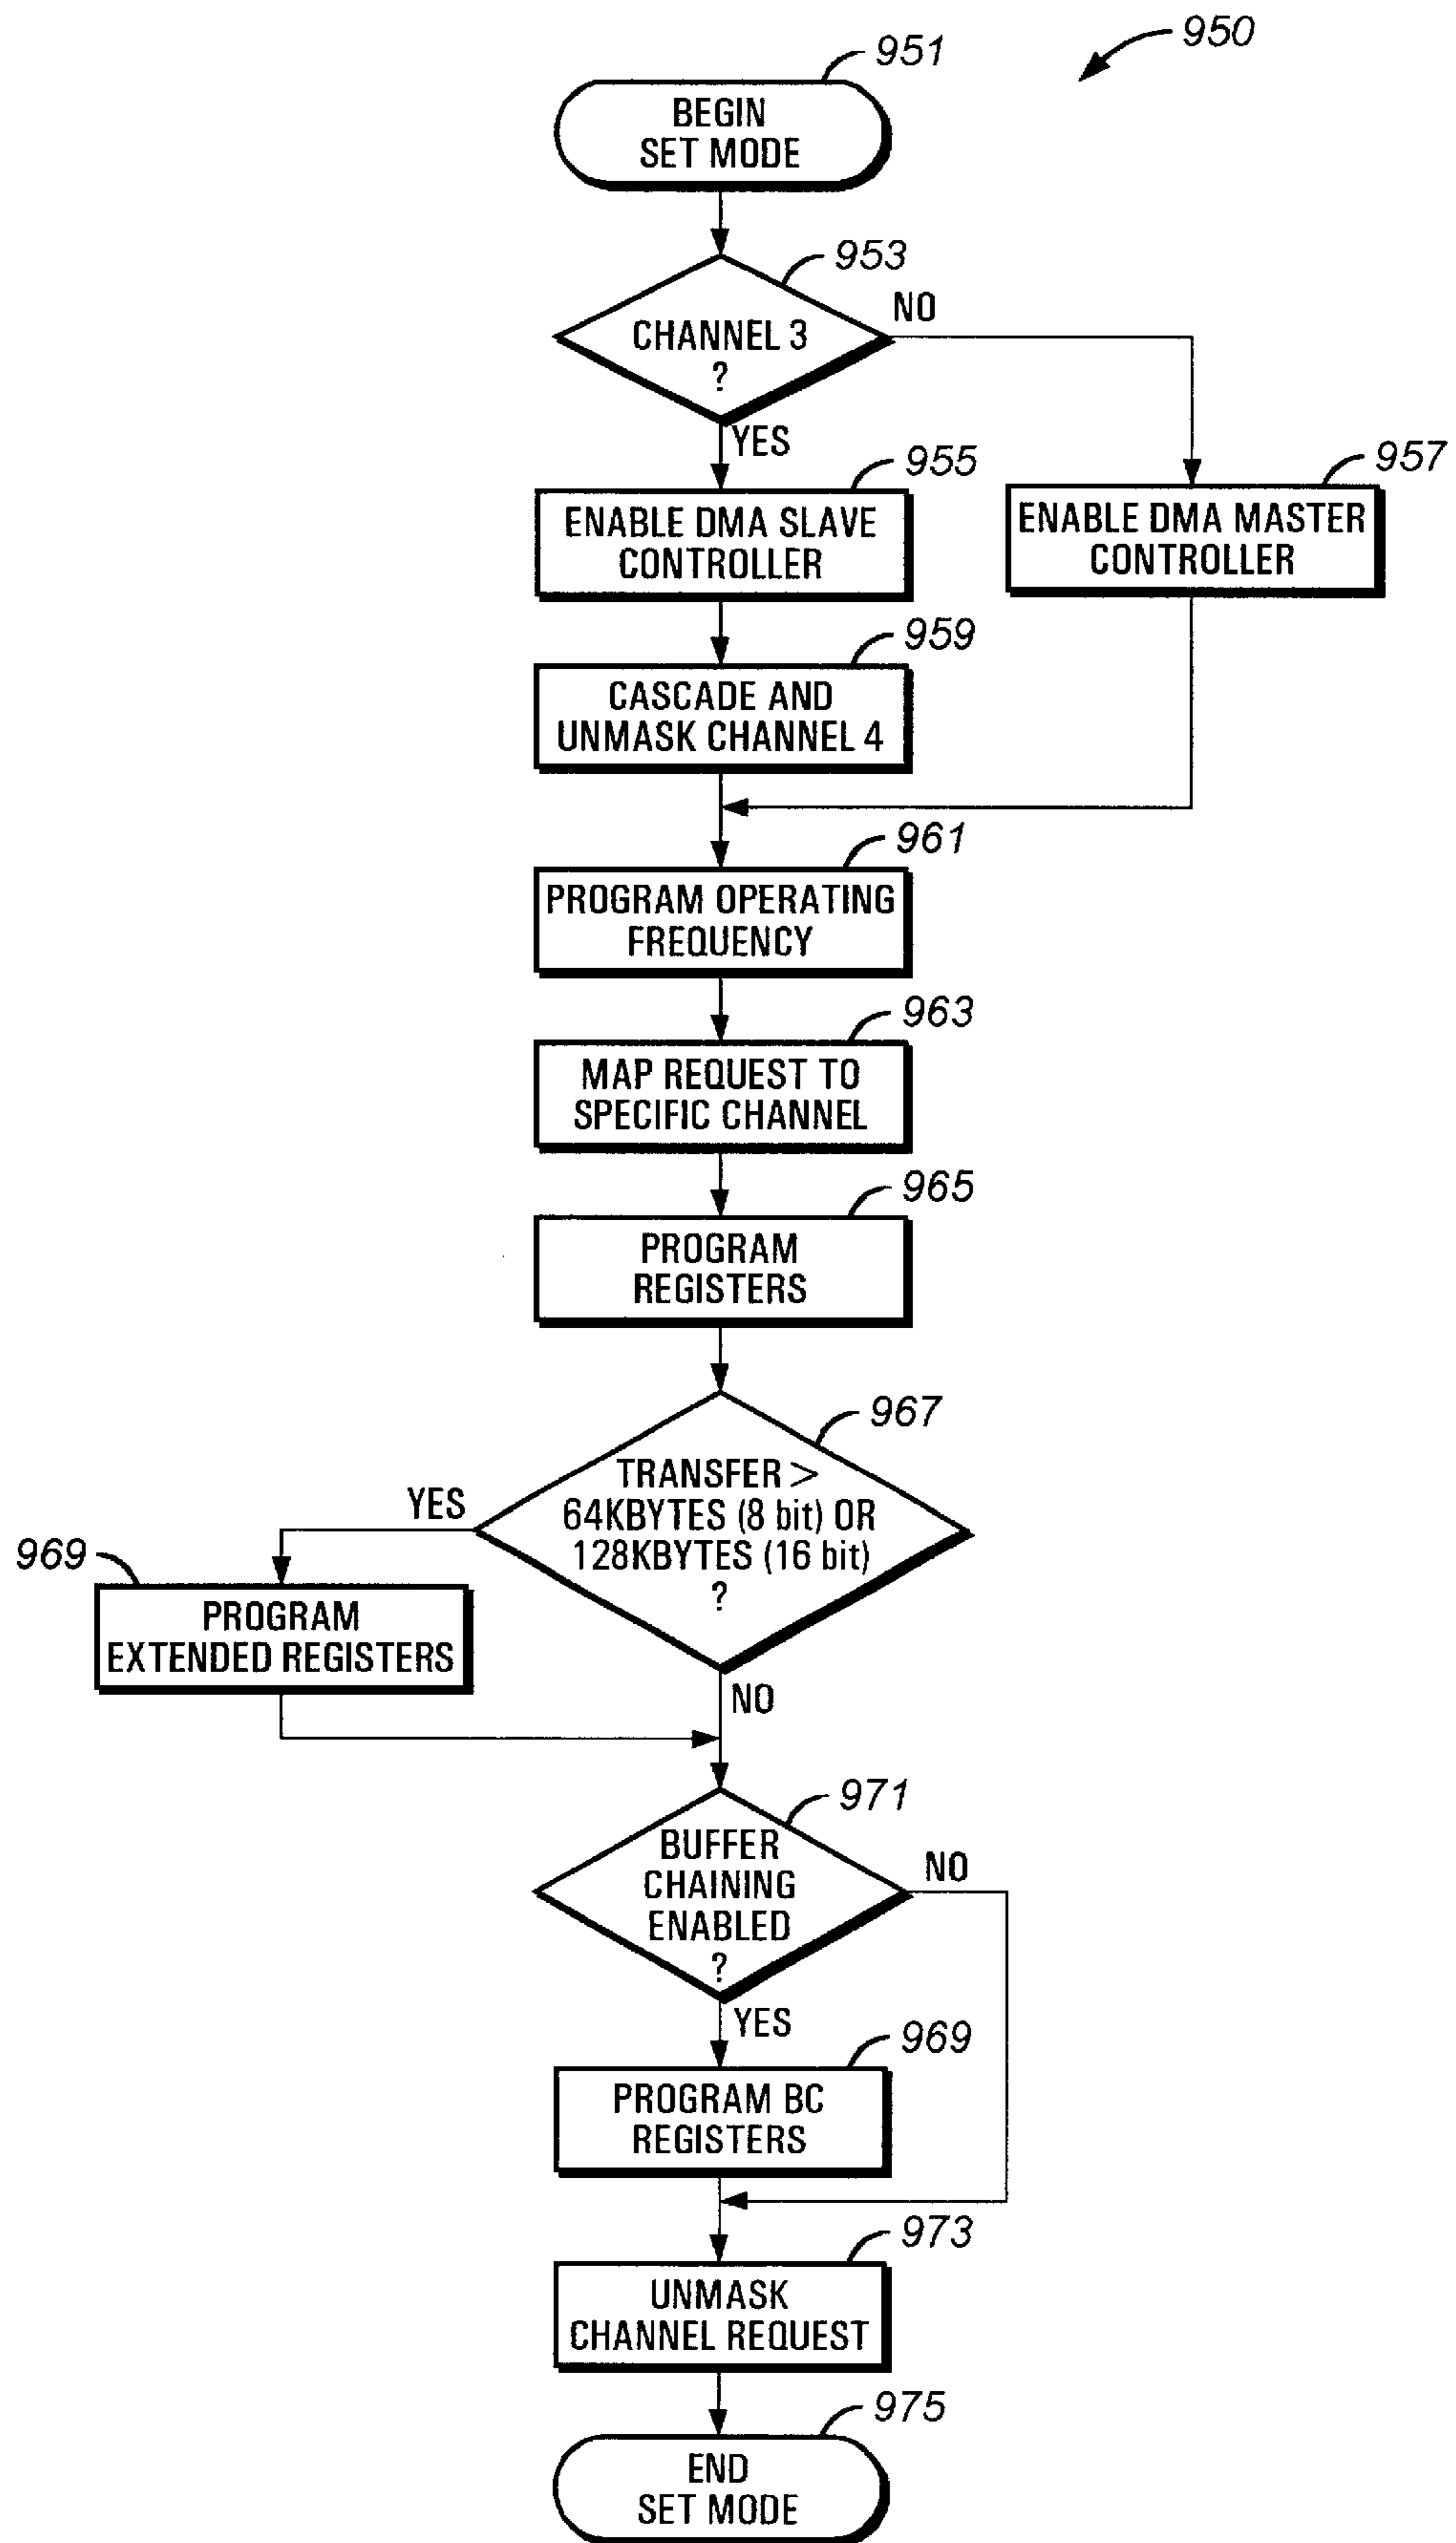 950
951
BEGIN
SET MODE
953
CHANNEL 3
?
NO
YES
955
ENABLE DMA SLAVE
CONTROLLER
957
ENABLE DMA MASTER
CONTROLLER
959
CASCADE AND
UNMASK CHANNEL 4
961
PROGRAM OPERATING
FREQUENCY
963
MAP REQUEST TO
SPECIFIC CHANNEL
965
PROGRAM
REGISTERS
967
TRANSFER >
64KBYTES (8 bit) OR
128KBYTES (16 bit)
?
YES
969
PROGRAM
EXTENDED REGISTERS
NO
971
BUFFER
CHAINING
ENABLED
?
NO
YES
969
PROGRAM BC
REGISTERS
973
UNMASK
CHANNEL REQUEST
975
END
SET MODE